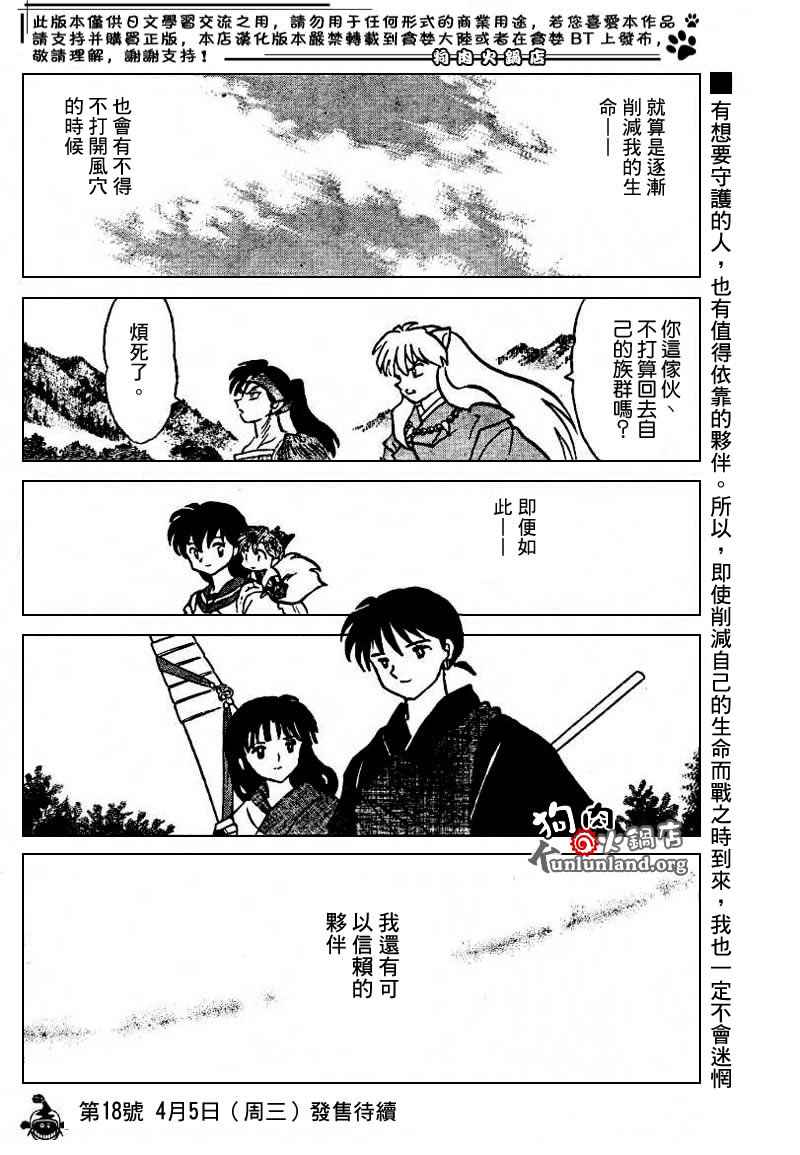 此版本僅供日文學習交流之用，請勿用于任何形式的商業用途，若您喜愛本作品
請支持并購買正版，本店漢化版本嚴禁轉載到貪婪大陸或者在貪婪BT上發布，
敬請理解，謝謝支持！
狗肉火鍋店
就算是逐漸
削減我的生
命——
也會有不得
不打開風穴
的時候
你這傢伙、
不打算回去自
己的族群嗎？
煩死了。
即便如
此——
狗肉火鍋店
Kunlunland.org
我還有可
以信賴的
夥伴
■有想要守護的人，也有值得依靠的夥伴。所以，即使削減自己的生命而戰之時到來，我也一定不會迷惘
第18號 4月5日（周三）發售待續